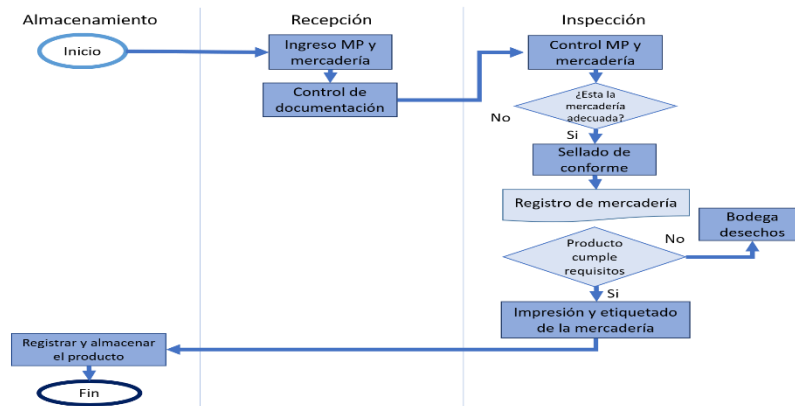 Almacenamiento
Recepción
Inspección
Inicio
Ingreso MP y
mercadería
Control de
documentación
Control MP y
mercadería
¿Esta la
mercadería
adecuada?
No
Si
Sellado de
conforme
Registro de mercadería
Producto
cumple
requisitos
No
Bodega
desechos
Si
Impresión y etiquetado
de la mercadería
Registrar y almacenar
el producto
Fin